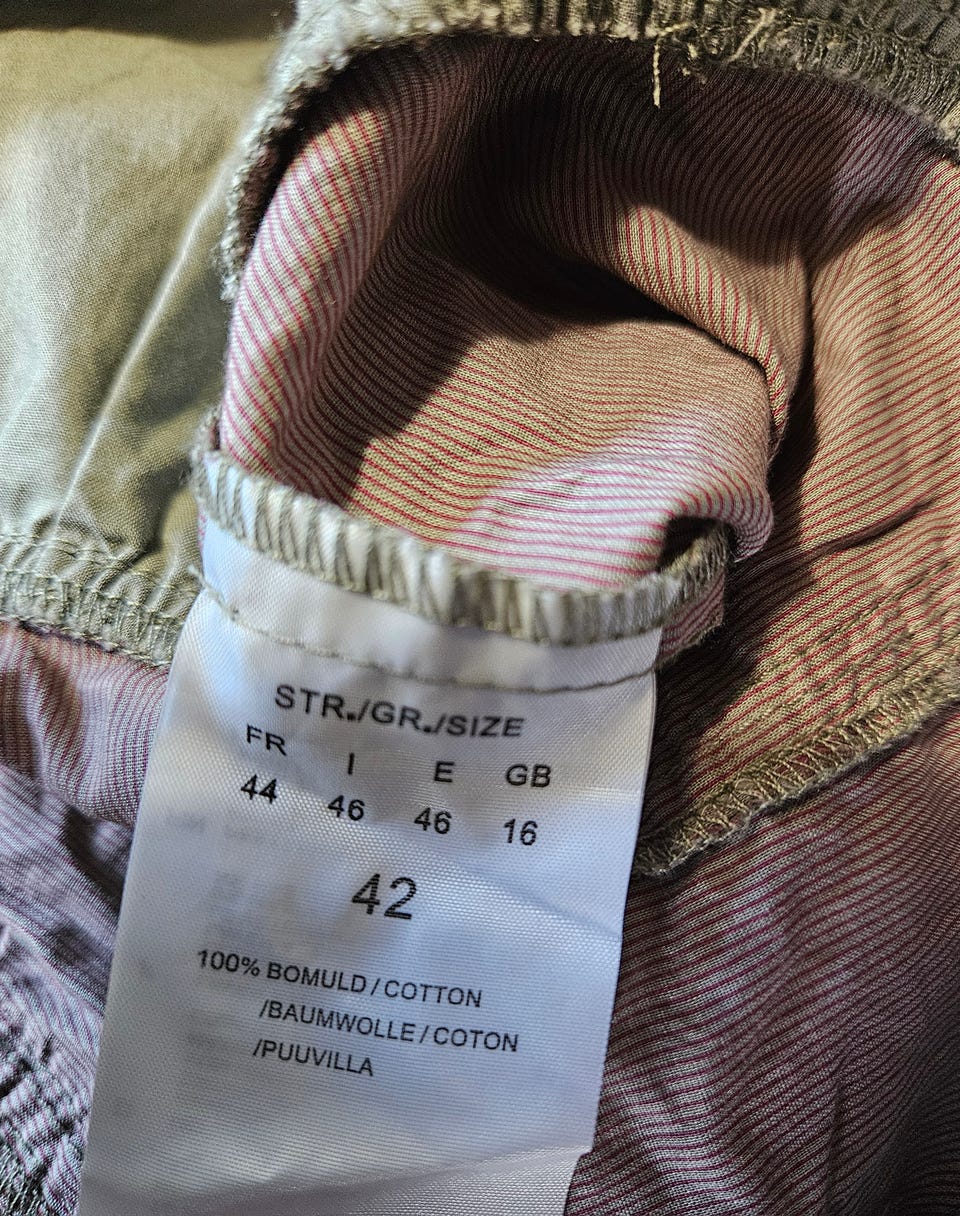 STR./GR./SIZE
FR I E GB
44 46 46 16
42
100% BOMULD/COTTON
/BAUMWOLLE/COTON
/PUUVILLA